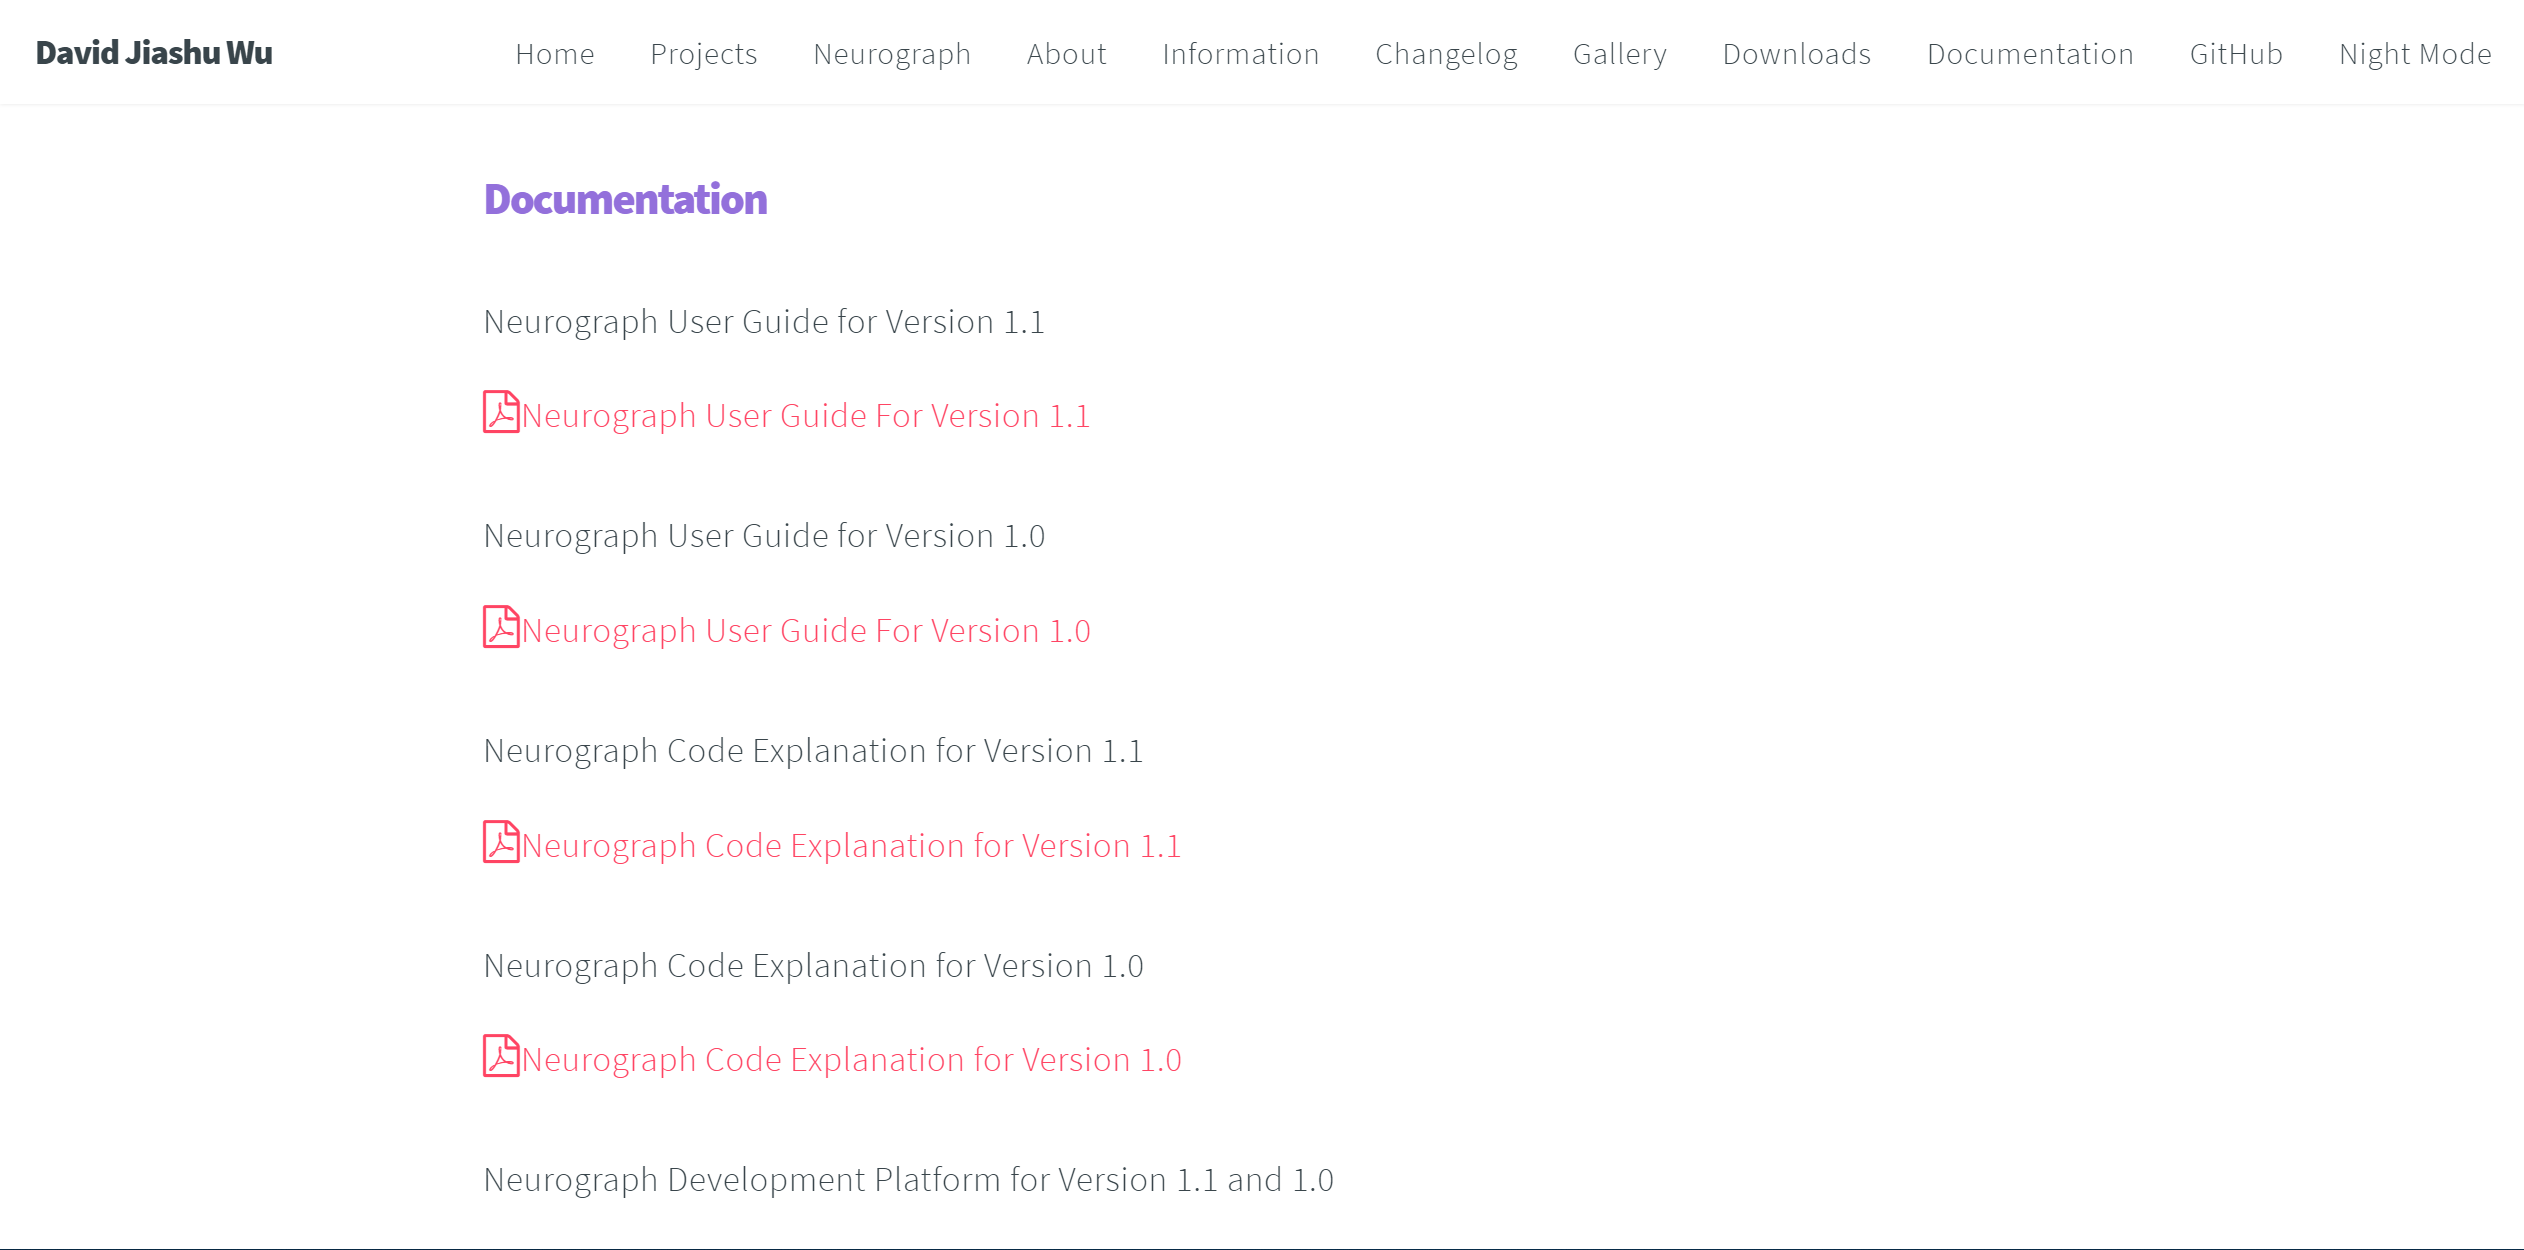 David Jiashu Wu Home Projects Neurograph About Information Changelog Gallery Downloads Documentation GitHub Night Mode
Documentation
Neurograph User Guide for Version 1.1
Neurograph User Guide For Version 1.1
Neurograph User Guide for Version 1.0
Neurograph User Guide For Version 1.0
Neurograph Code Explanation for Version 1.1
Neurograph Code Explanation for Version 1.1
Neurograph Code Explanation for Version 1.0
Neurograph Code Explanation for Version 1.0
Neurograph Development Platform for Version 1.1 and 1.0